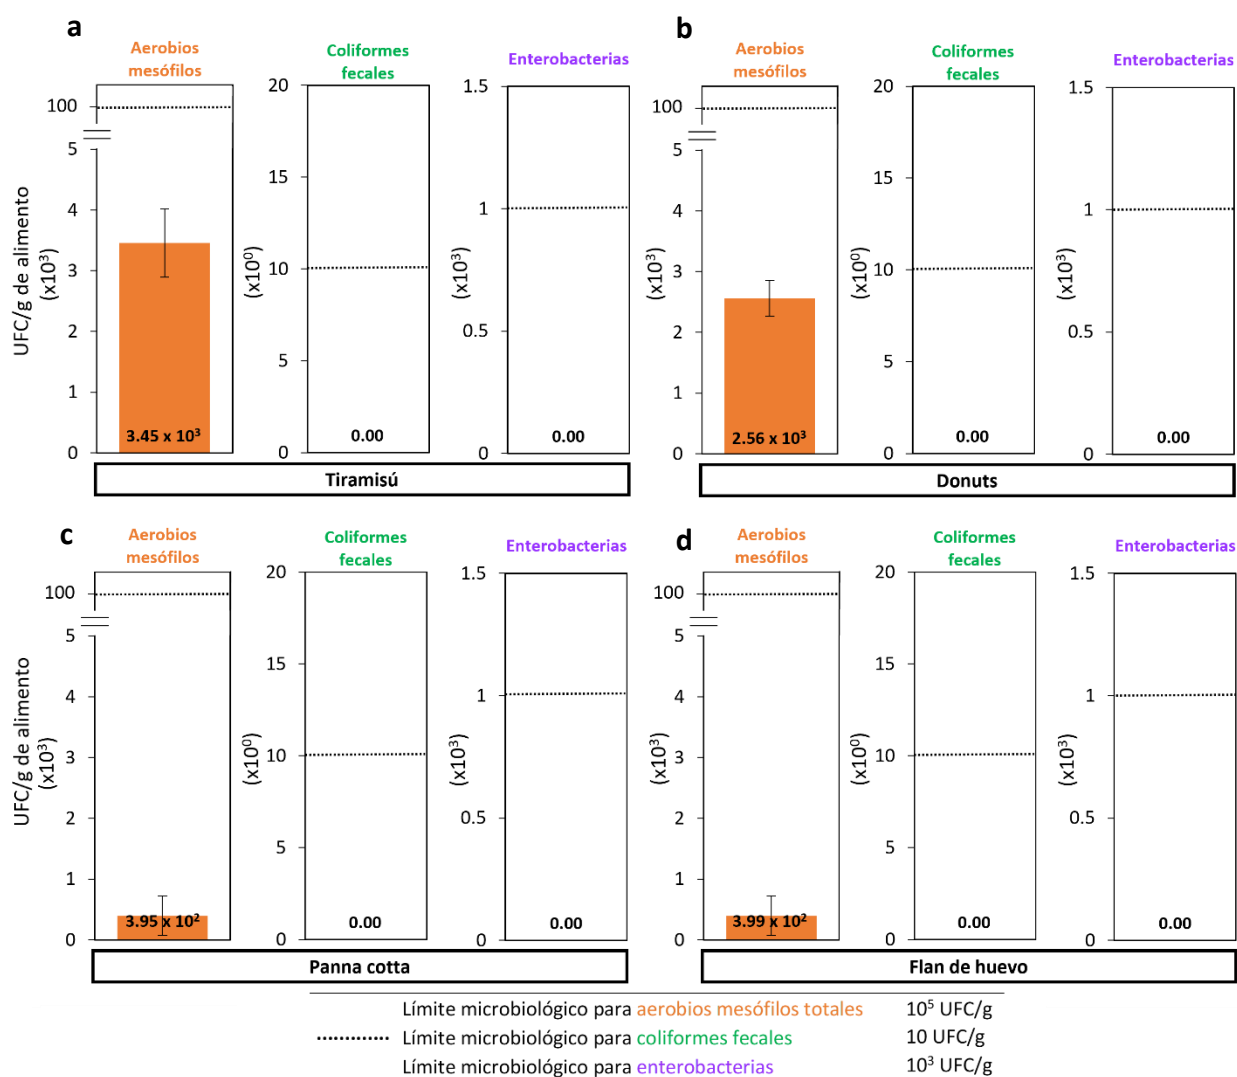 a
Aerobios
mesófilos
Coliformes
fecales
Enterobacterias
UFC/g de alimento
(x10³)
100
5
4
3
2
1
0
3.45 x 10³
(x10⁰)
20
15
10
5
0
0.00
(x10³)
1.5
1
0.5
0
0.00
Tiramisú
b
Aerobios
mesófilos
Coliformes
fecales
Enterobacterias
100
5
4
3
2
1
0
2.56 x 10³
(x10⁰)
20
15
10
5
0
0.00
(x10³)
1.5
1
0.5
0
0.00
Donuts
c
Aerobios
mesófilos
Coliformes
fecales
Enterobacterias
UFC/g de alimento
(x10³)
100
5
4
3
2
1
0
3.95 x 10²
(x10⁰)
20
15
10
5
0
0.00
(x10³)
1.5
1
0.5
0
0.00
Panna cotta
d
Aerobios
mesófilos
Coliformes
fecales
Enterobacterias
100
5
4
3
2
1
0
3.99 x 10²
(x10⁰)
20
15
10
5
0
0.00
(x10³)
1.5
1
0.5
0
0.00
Flan de huevo
Límite microbiológico para aerobios mesófilos totales 10⁵ UFC/g
Límite microbiológico para coliformes fecales 10 UFC/g
Límite microbiológico para enterobacterias 10³ UFC/g